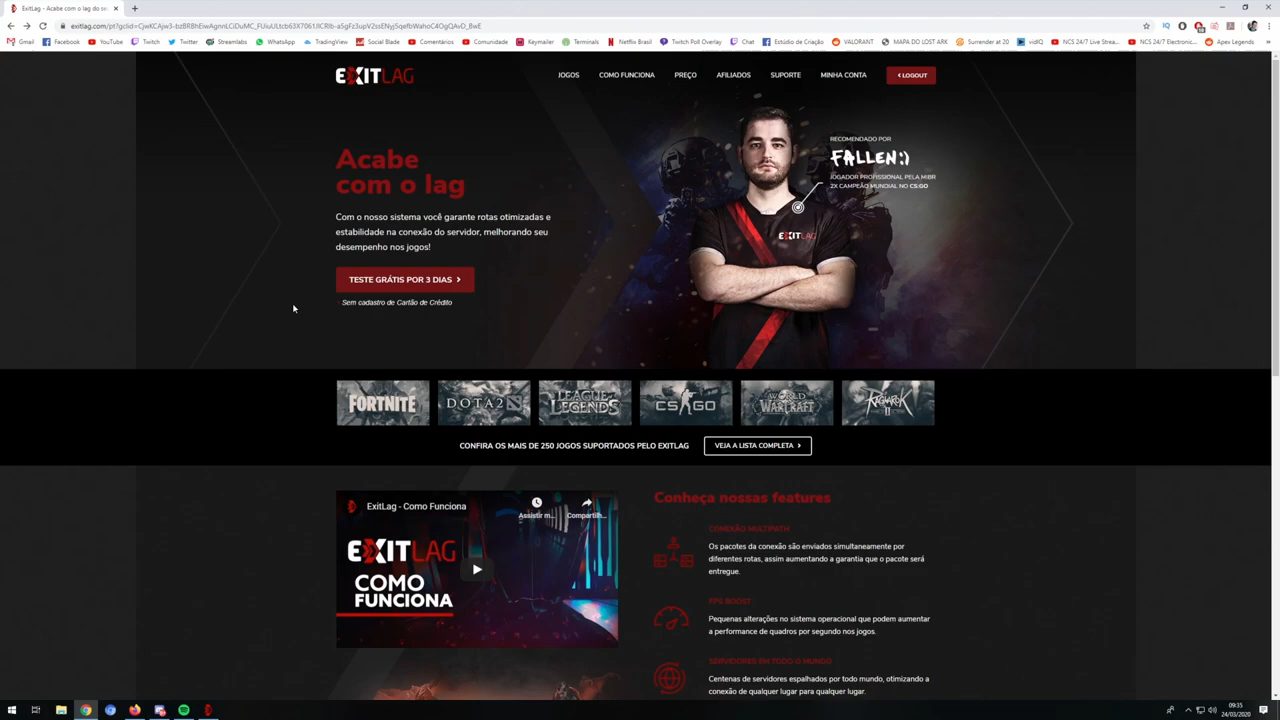 ExitLag - Acabe com o lag do se
exitlag.com/pt?gclid=
Gmail Facebook YouTube Twitch Twitter Streamlabs WhatsApp TradingView Social Blade Comentários Comunidade Keymailer Terminals Netflix Brasil Twitch Poll Overlay Chat Estúdio de Criação VALORANT MAPA DO LOST ARK Surrender at 20 vidIQ NCS 24/7 Live Strea... NCS 24/7 Electronic... Apex Legends
EXITLAG
JOGOS COMO FUNCIONA PREÇO AFILIADOS SUPORTE MINHA CONTA LOGOUT
Acabe
com o lag
Com o nosso sistema você garante rotas otimizadas e
estabilidade na conexão do servidor, melhorando seu
desempenho nos jogos!
TESTE GRÁTIS POR 3 DIAS
Sem cadastro de Cartão de Crédito
RECOMENDADO POR
FALLEN:)
JOGADOR PROFISSIONAL PELA MIBR
2X CAMPEÃO MUNDIAL NO CS:GO
EXITLAG
FORTNITE DOTA 2 LEAGUE OF LEGENDS CS GO WORLD OF WARCRAFT RAGNAROK II
CONFIRA OS MAIS DE 250 JOGOS SUPORTADOS PELO EXITLAG VEJA A LISTA COMPLETA
ExitLag - Como Funciona
Assistir m... Compartilh...
EXITLAG
COMO
FUNCIONA
Conheça nossas features
CONEXÃO MULTIPATH
Os pacotes da conexão são enviados simultaneamente por
diferentes rotas, assim aumentando a garantia que o pacote será
entregue.
FPS BOOST
Pequenas alterações no sistema operacional que podem aumentar
a performance de quadros por segundo nos jogos.
SERVIDORES EM TODO O MUNDO
Centenas de servidores espalhados por todo mundo, otimizando a
conexão de qualquer lugar para qualquer lugar.
09:35
24/03/2020